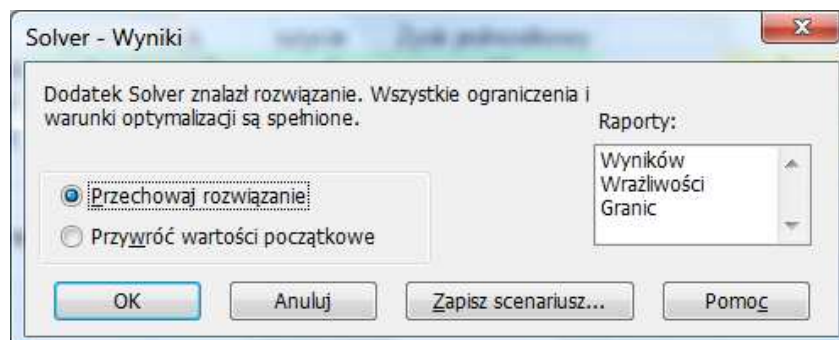 Solver - Wyniki
Dodatek Solver znalazł rozwiązanie. Wszystkie ograniczenia i
warunki optymalizacji są spełnione.
Raporty:
Wyników
Wrażliwości
Granic
Przechowaj rozwiązanie
Przywróć wartości początkowe
OK
Anuluj
Zapisz scenariusz...
Pomoc